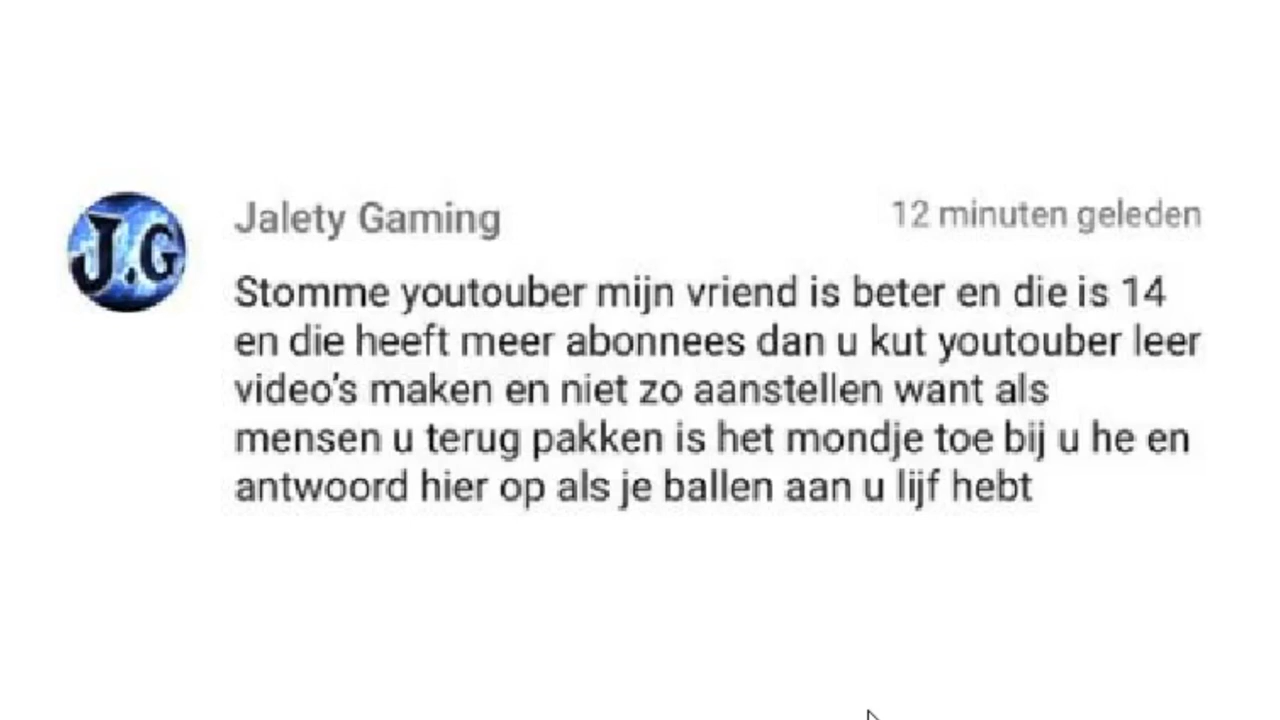 J.G
Jalety Gaming
12 minuten geleden
Stomme youtouber mijn vriend is beter en die is 14
en die heeft meer abonnees dan u kut youtouber leer
video's maken en niet zo aanstellen want als
mensen u terug pakken is het mondje toe bij u he en
antwoord hier op als je ballen aan u lijf hebt